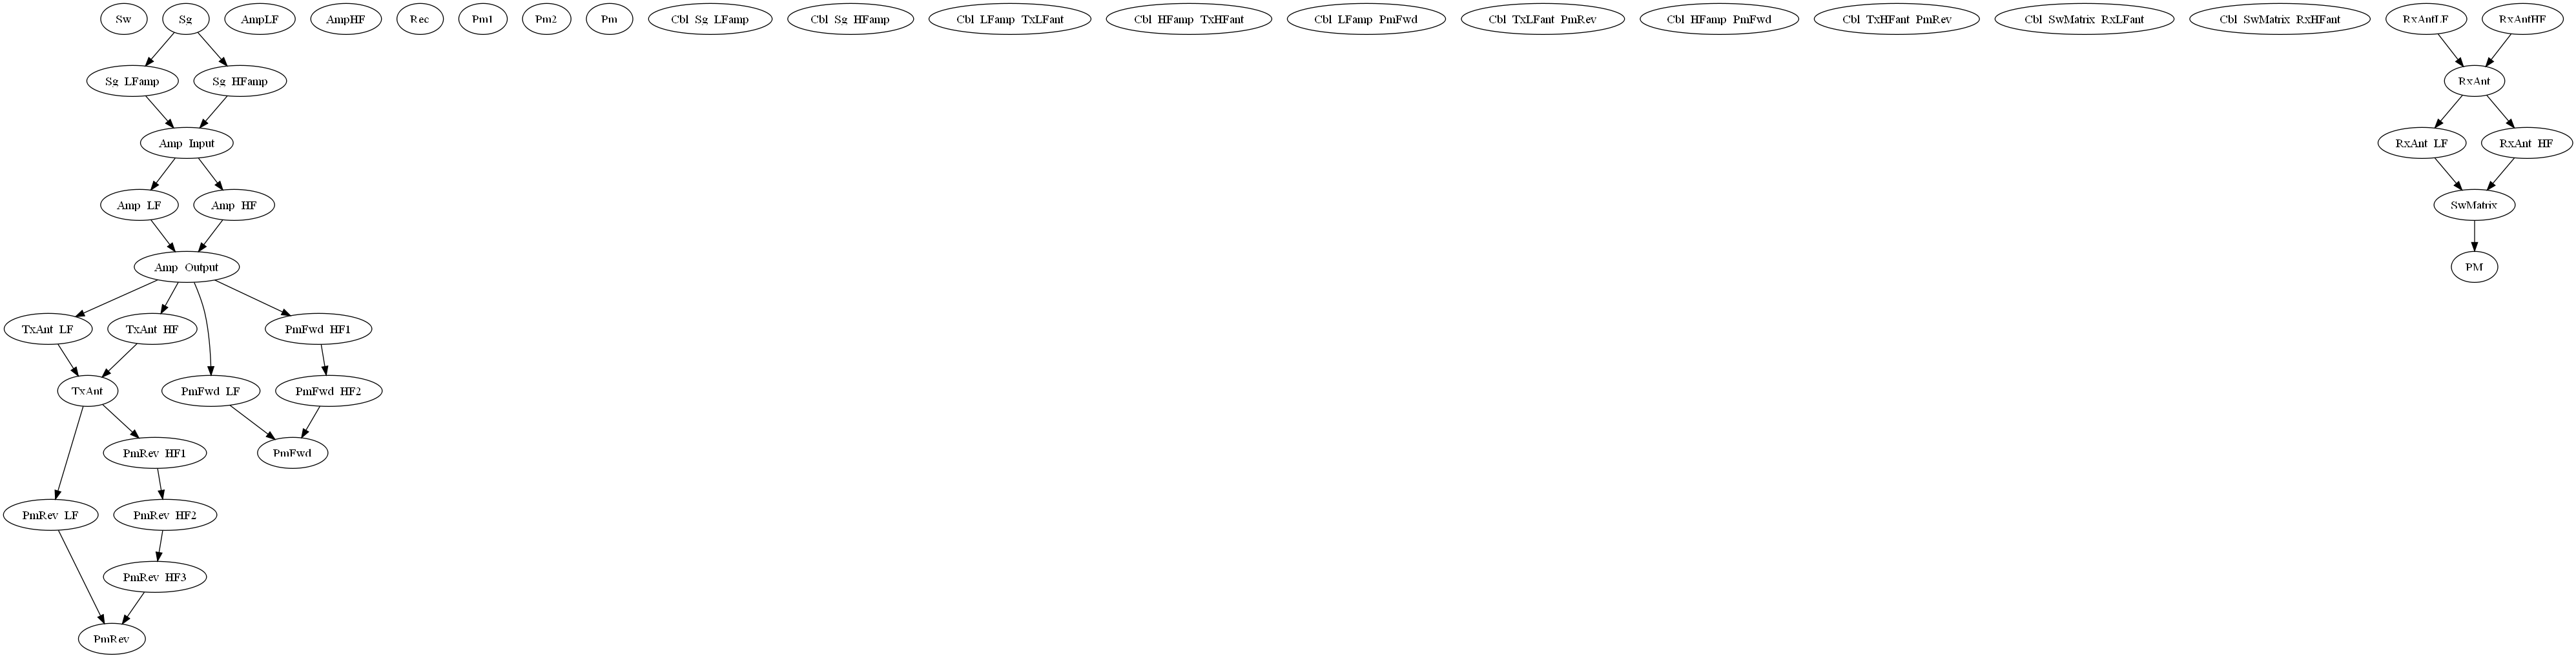 Sw
Sg
AmpLF
AmpHF
Rec
Pm1
Pm2
Pm
Cbl Sg LFamp
Cbl Sg HFamp
Cbl LFamp TxLFant
Cbl HFamp TxHFant
Cbl LFamp PmFwd
Cbl TxLFant PmRev
Cbl HFamp PmFwd
Cbl TxHFant PmRev
Cbl SwMatrix RxLFant
Cbl SwMatrix RxHFant
RxAntLF
RxAntHF
Sg LFamp
Sg HFamp
RxAnt
Amp Input
RxAnt LF
RxAnt HF
Amp LF
Amp HF
SwMatrix
Amp Output
PM
TxAnt LF
TxAnt HF
PmFwd HF1
TxAnt
PmFwd LF
PmFwd HF2
PmRev HF1
PmFwd
PmRev LF
PmRev HF2
PmRev HF3
PmRev